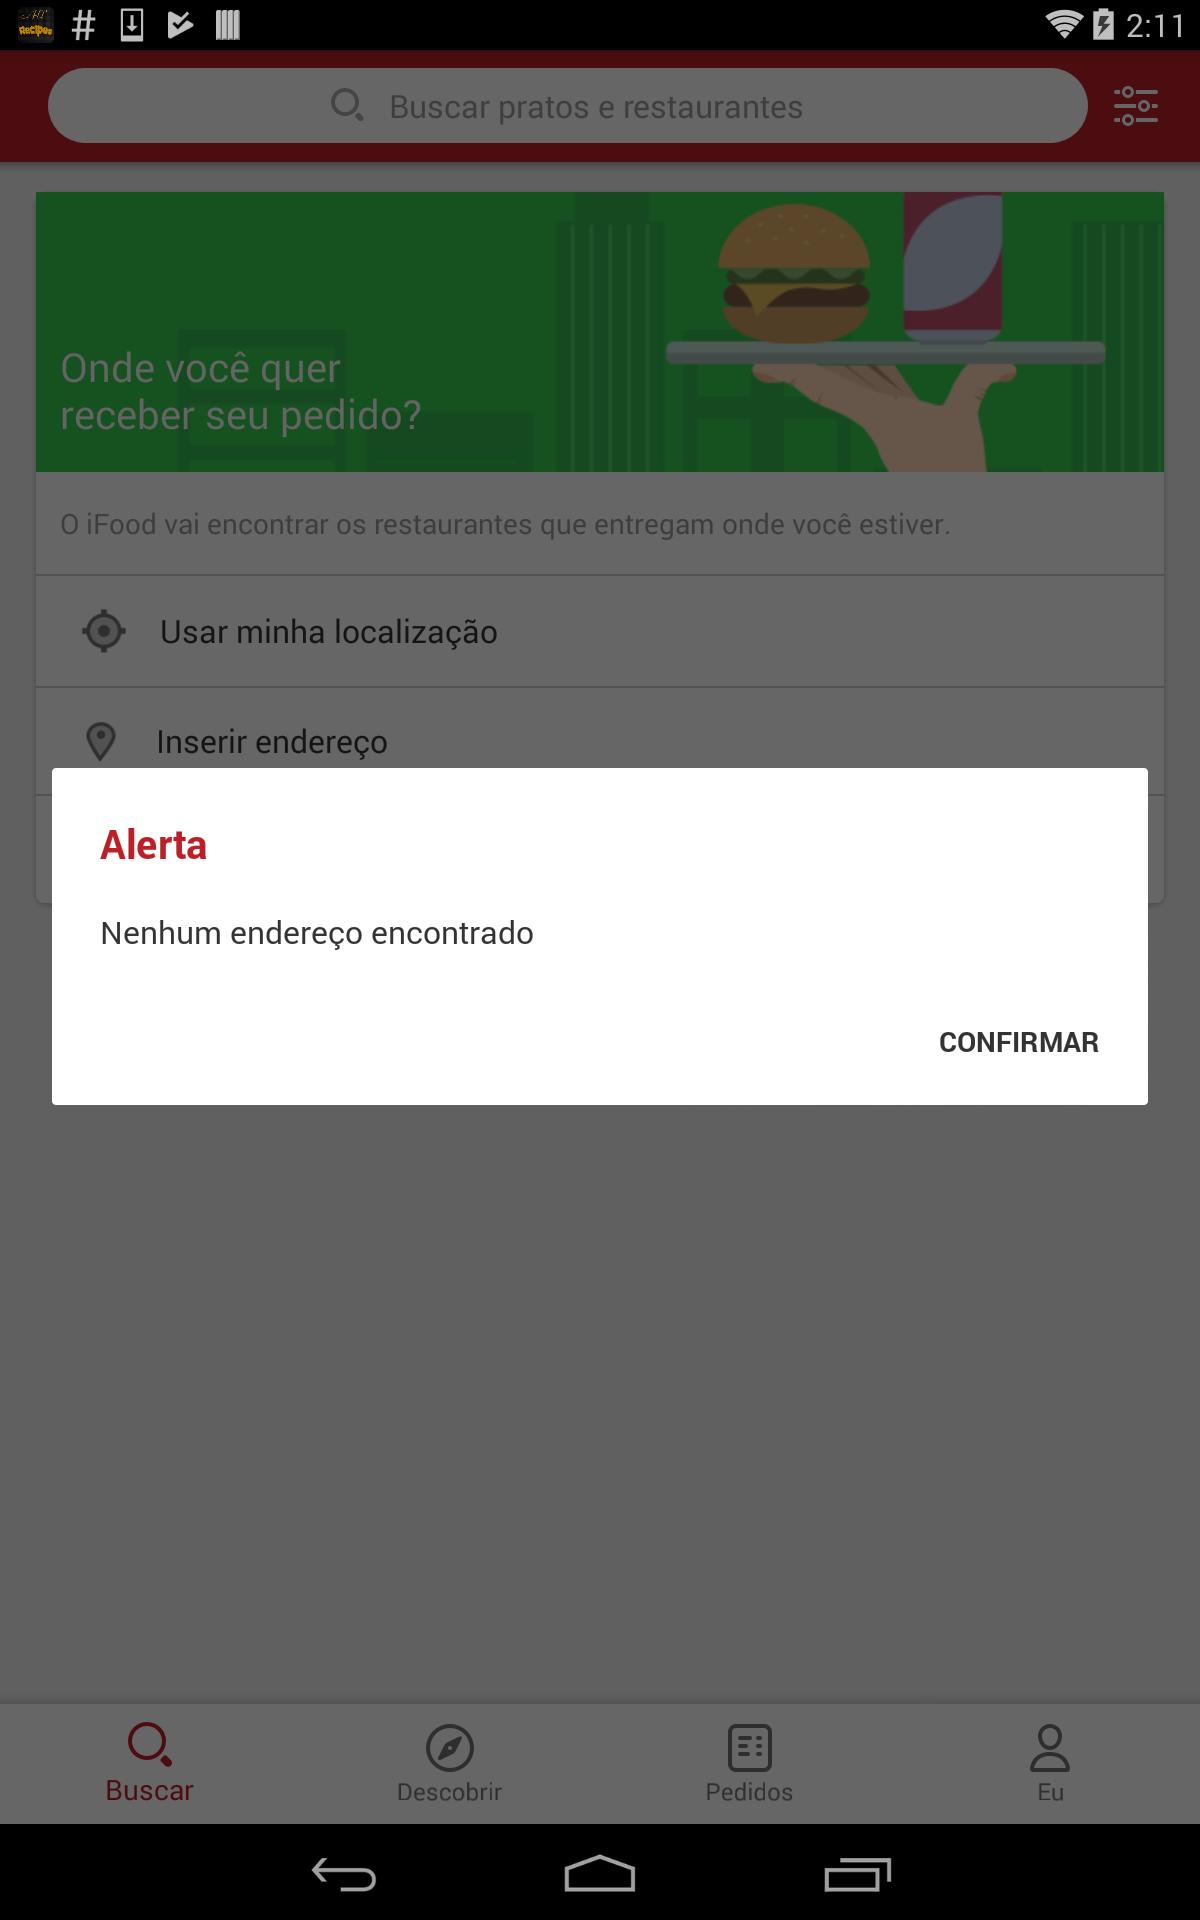 Recipes
2:11
Buscar pratos e restaurantes
Onde você quer
receber seu pedido?
O iFood vai encontrar os restaurantes que entregam onde você estiver.
Usar minha localização
Inserir endereço
Alerta
Nenhum endereço encontrado
CONFIRMAR
Buscar
Descobrir
Pedidos
Eu